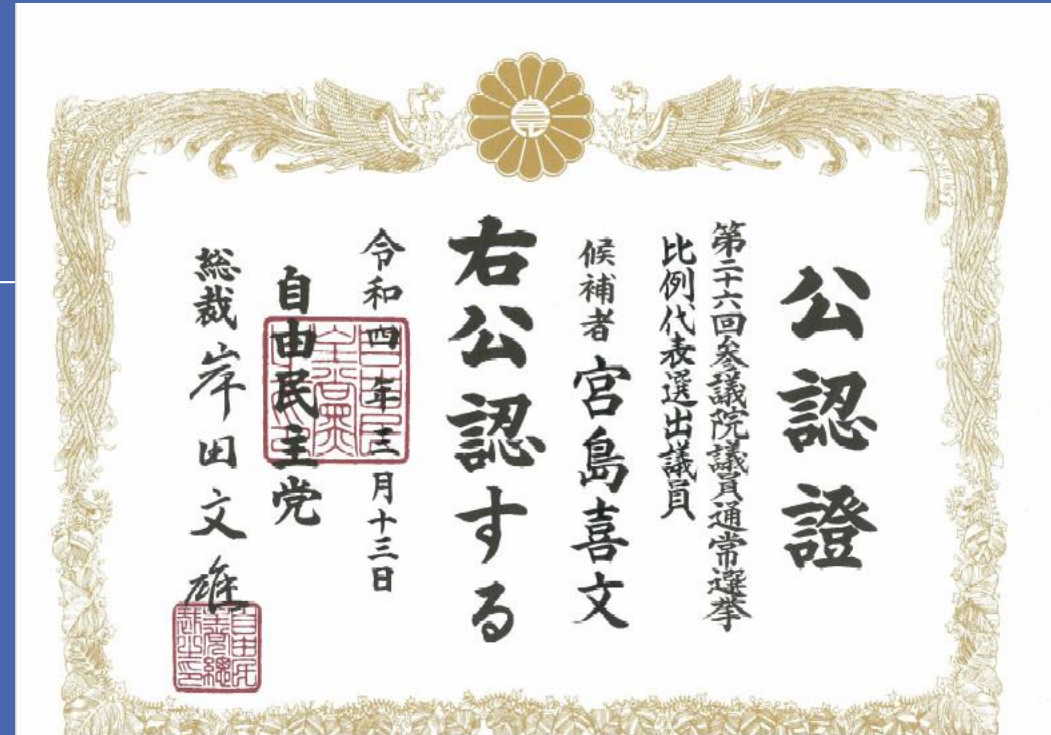 公認證
第二十六回参議院議員通常選挙
比例代表選出議員
候補者 宮島喜文
右公認する
令和四年三月十三日
自由民主党
総裁 岸田文雄